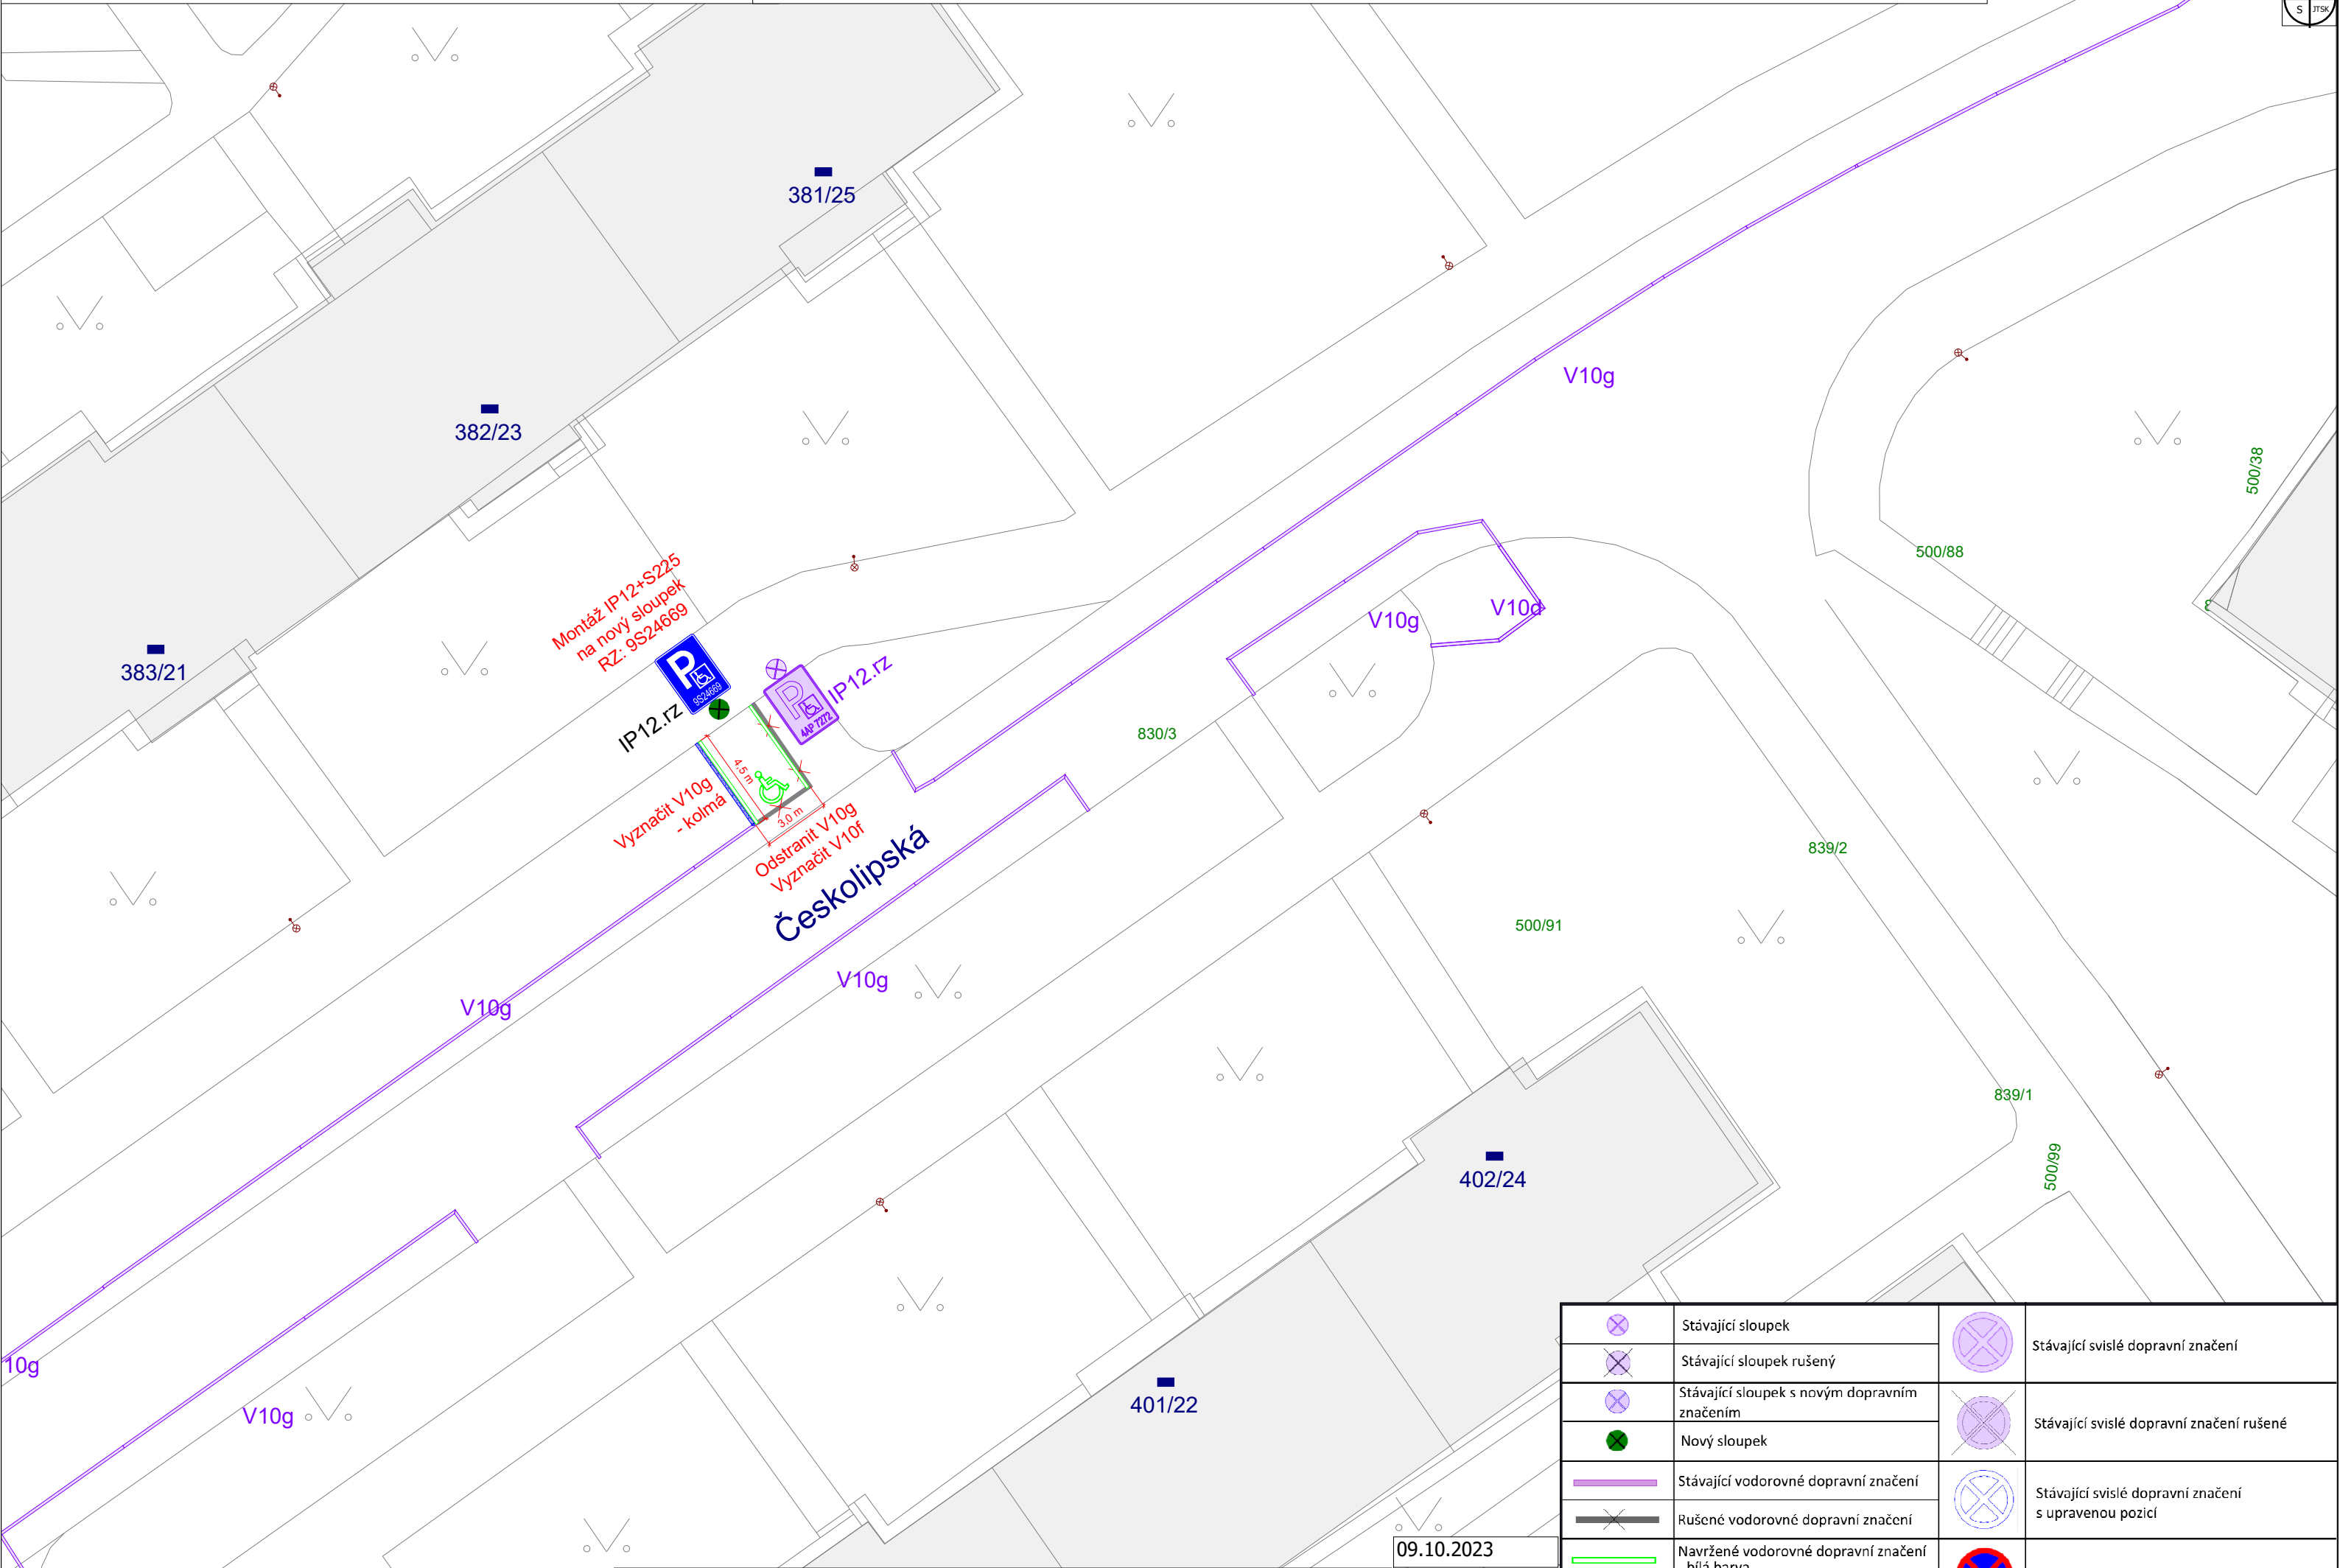 S
JTSK
381/25
382/23
383/21
V10g
500/38
500/88
Montáž IP12+S225
na nový sloupek
RZ: 9S24669
P
9S24669
IP12.rz
P
4AP 7272
IP12.rz
V10g
V10d
830/3
4,5 m
3,0 m
Vyznačit V10g
- kolmá
Odstranit V10g
Vyznačit V10f
Českolipská
839/2
500/91
V10g
V10g
839/1
500/99
402/24
401/22
10g
V10g
Stávající sloupek
Stávající sloupek rušený
Stávající sloupek s novým dopravním
značením
Nový sloupek
Stávající vodorovné dopravní značení
Rušené vodorovné dopravní značení
Navržené vodorovné dopravní značení
Stávající svislé dopravní značení
Stávající svislé dopravní značení rušené
Stávající svislé dopravní značení
s upravenou pozicí
09.10.2023